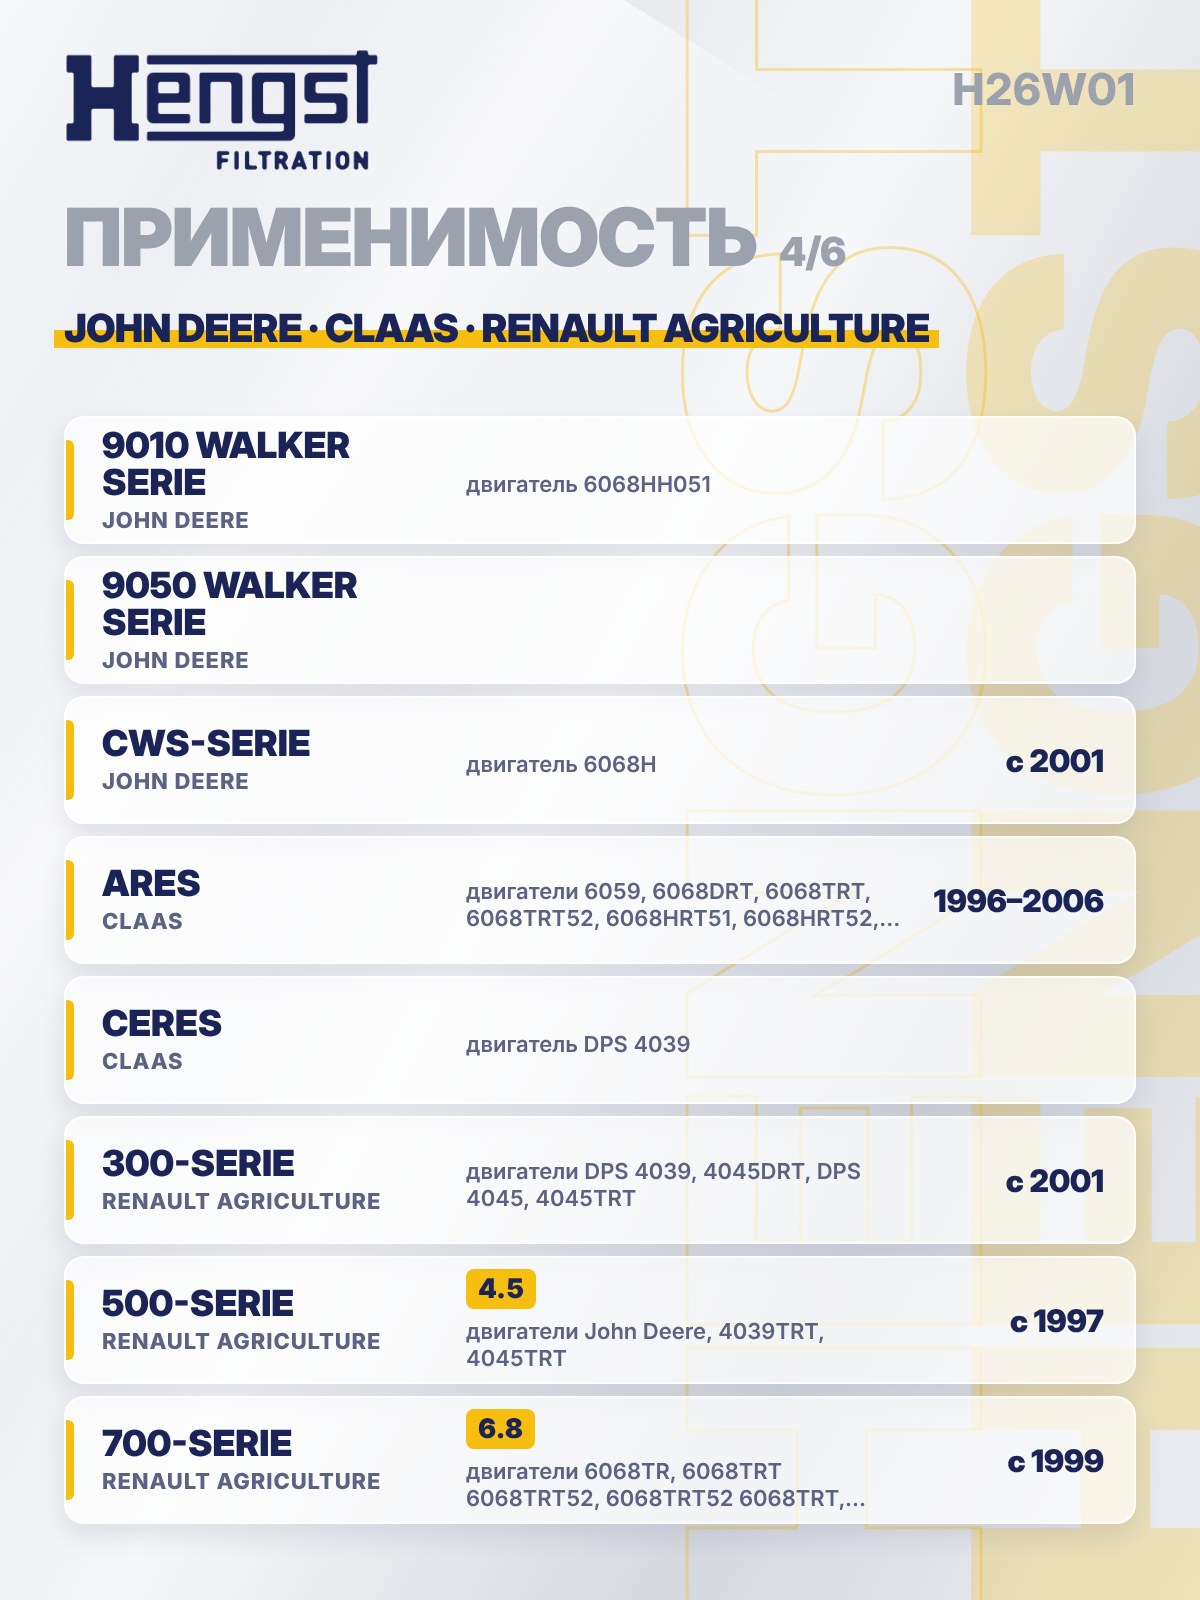 Hengst
FILTRATION
H26W01
ПРИМЕНИМОСТЬ 4/6
JOHN DEERE · CLAAS · RENAULT AGRICULTURE
9010 WALKER
SERIE
JOHN DEERE
двигатель 6068HH051
9050 WALKER
SERIE
JOHN DEERE
CWS-SERIE
JOHN DEERE
двигатель 6068H
с 2001
ARES
CLAAS
двигатели 6059, 6068DRT, 6068TRT,
6068TRT52, 6068HRT51, 6068HRT52,...
1996–2006
CERES
CLAAS
двигатель DPS 4039
300-SERIE
RENAULT AGRICULTURE
двигатели DPS 4039, 4045DRT, DPS
4045, 4045TRT
с 2001
500-SERIE
RENAULT AGRICULTURE
4.5
двигатели John Deere, 4039TRT,
4045TRT
с 1997
700-SERIE
RENAULT AGRICULTURE
6.8
двигатели 6068TR, 6068TRT
6068TRT52, 6068TRT52 6068TRT,...
с 1999
HENGST
HENGST